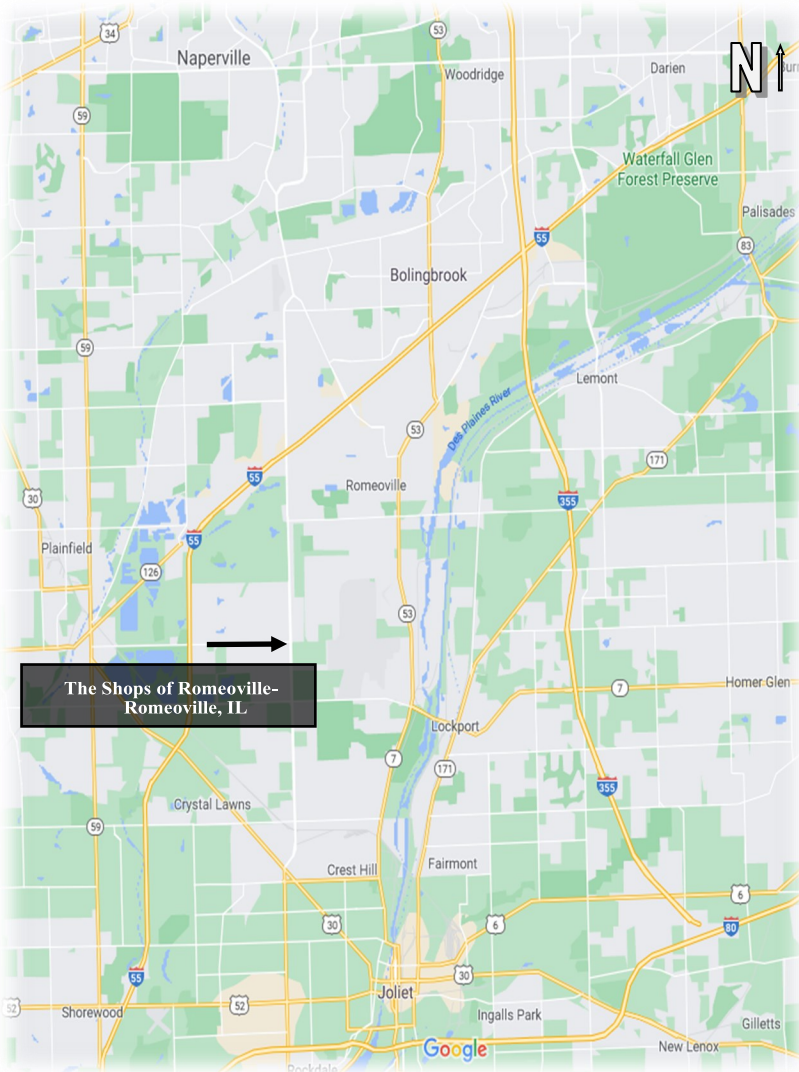 34
53
Naperville
Woodridge
Darien
N
59
Waterfall Glen
Forest Preserve
Palisades
55
83
Bolingbrook
59
Lemont
Des Plaines River
53
171
55
30
Romeoville
355
55
Plainfield
126
53
The Shops of Romeoville-
Romeoville, IL
7
Homer Glen
Lockport
7
171
355
Crystal Lawns
59
Crest Hill
Fairmont
6
30
6
80
55
30
Joliet
52
52
Shorewood
Ingalls Park
Gilletts
Google
New Lenox
Rockdale